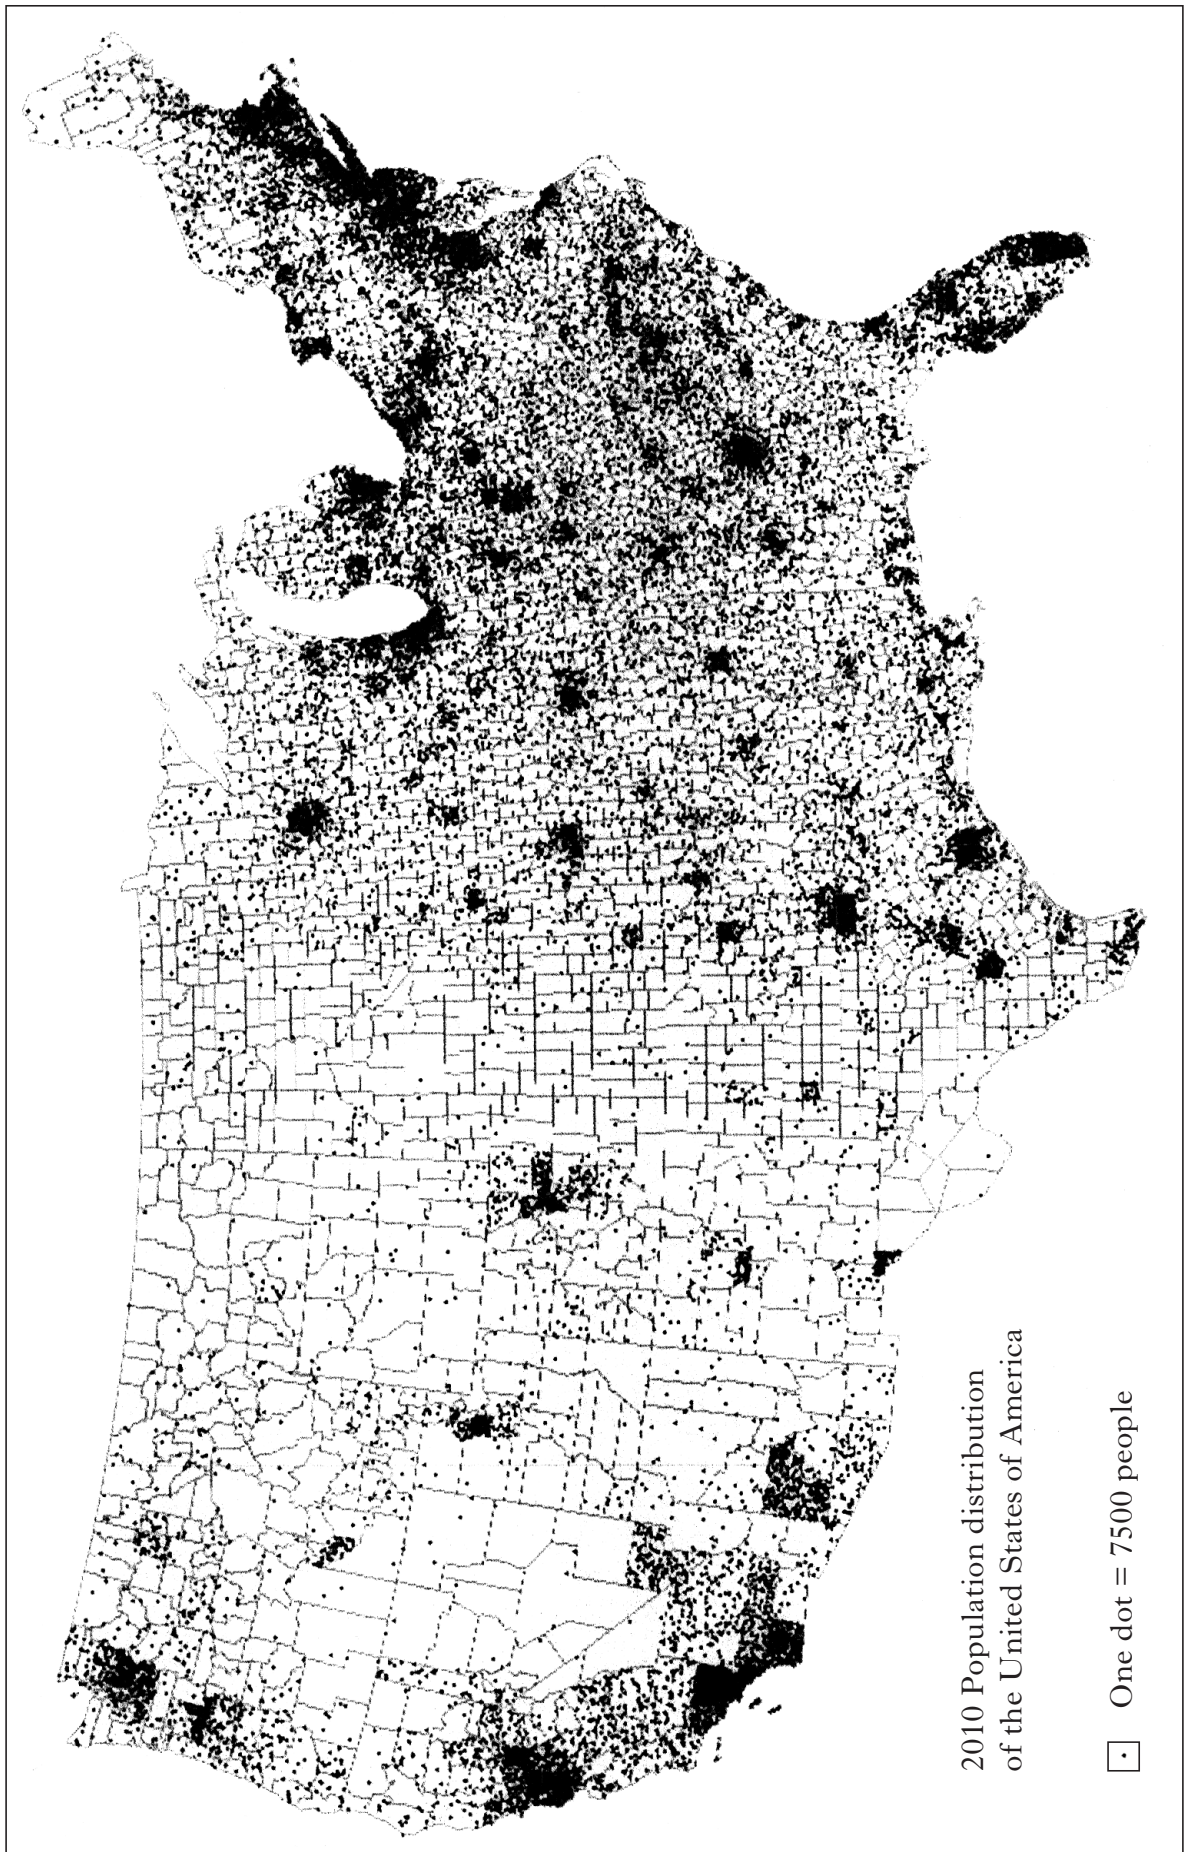 2010 Population distribution
of the United States of America
One dot = 7500 people